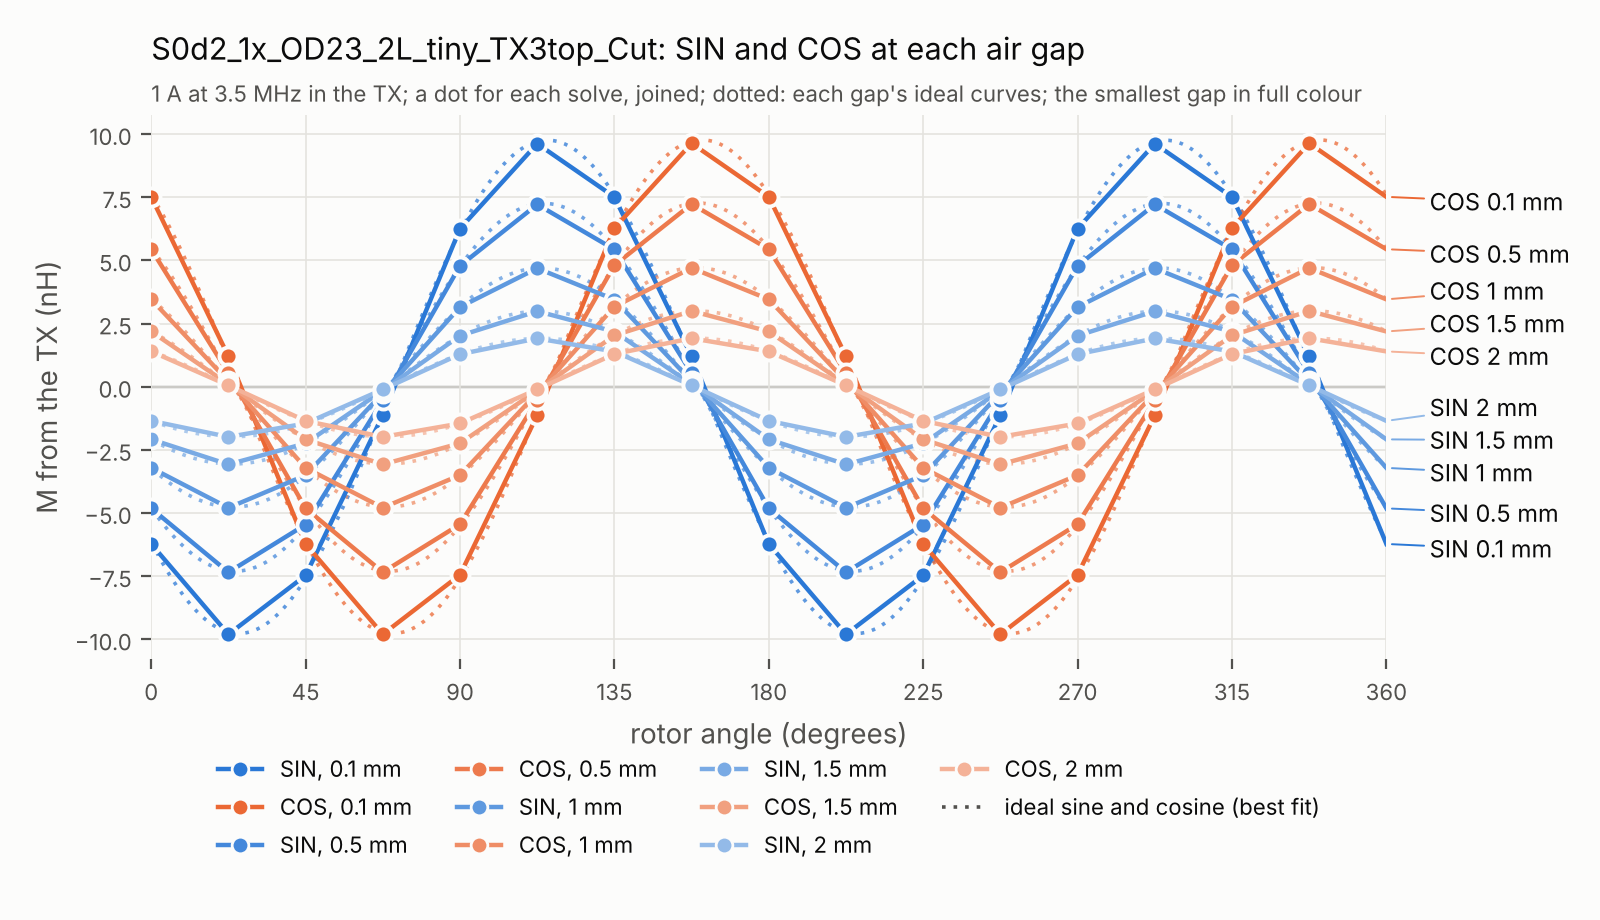 S0d2_1x_OD23_2L_tiny_TX3top_Cut: SIN and COS at each air gap
1 A at 3.5 MHz in the TX; a dot for each solve, joined; dotted: each gap's ideal curves; the smallest gap in full colour
M from the TX (nH)
10.0
7.5
5.0
2.5
0.0
−2.5
−5.0
−7.5
−10.0
COS 0.1 mm
COS 0.5 mm
COS 1 mm
COS 1.5 mm
COS 2 mm
SIN 2 mm
SIN 1.5 mm
SIN 1 mm
SIN 0.5 mm
SIN 0.1 mm
0 45 90 135 180 225 270 315 360
rotor angle (degrees)
SIN, 0.1 mm COS, 0.5 mm SIN, 1.5 mm COS, 2 mm
COS, 0.1 mm SIN, 1 mm COS, 1.5 mm ideal sine and cosine (best fit)
SIN, 0.5 mm COS, 1 mm SIN, 2 mm